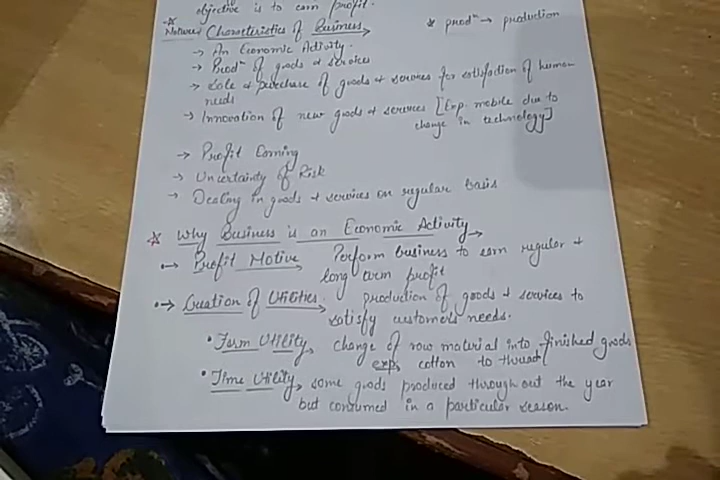 objective is to earn profit.
Nature/Characteristics of Business → * prodⁿ → production
→ An Economic Activity.
→ Prodⁿ of goods & services
→ Sale & purchase of goods & services for satisfaction of human
needs
→ Innovation of new goods & services [Exp. mobile due to
change in technology]
→ Profit Earning
→ Uncertainty of Risk
→ Dealing in goods & services on regular basis
* Why Business is an Economic Activity →
•→ Profit Motive → Perform business to earn regular &
long term profit
•→ Creation of Utilities → production of goods & services to
satisfy customers needs.
• Form Utility → change of raw material into finished goods
exp. cotton to thread
• Time Utility → some goods produced throughout the year
but consumed in a particular season.